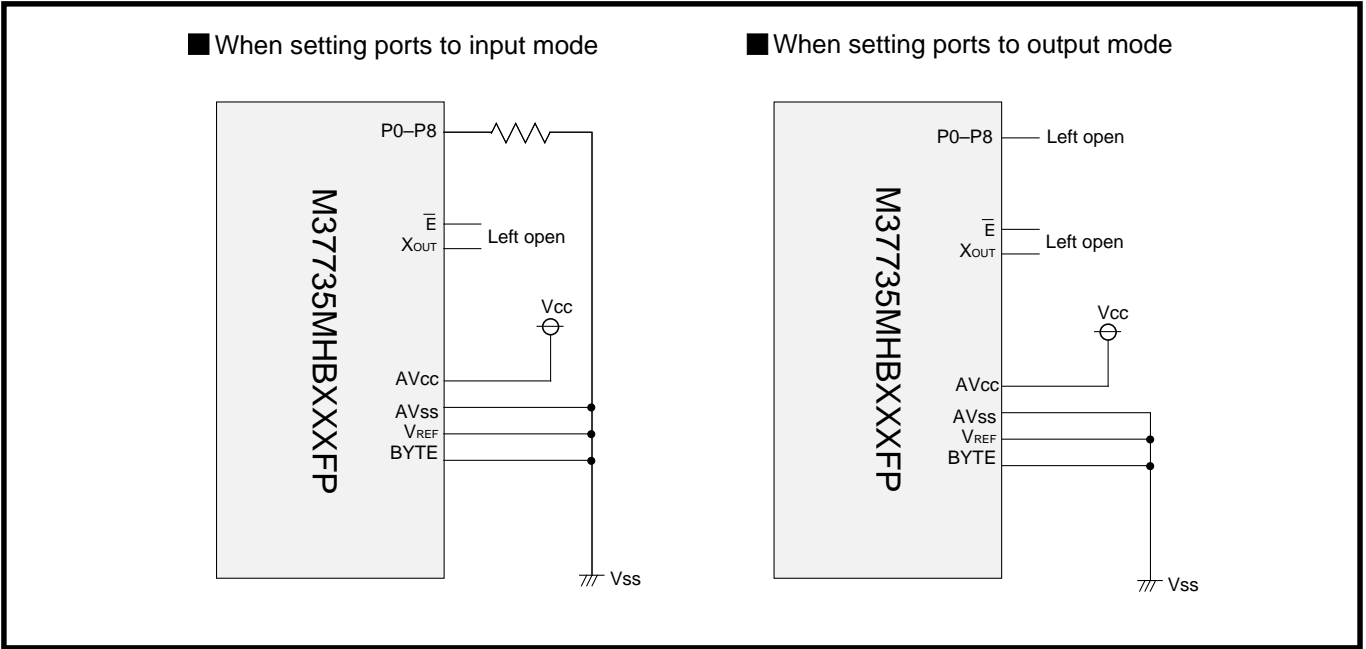 ■ When setting ports to input mode
P0–P8
M37735MHBXXXFP
E̅
XOUT
Left open
Vcc
AVcc
AVss
VREF
BYTE
Vss
■ When setting ports to output mode
P0–P8
Left open
M37735MHBXXXFP
E̅
XOUT
Left open
Vcc
AVcc
AVss
VREF
BYTE
Vss